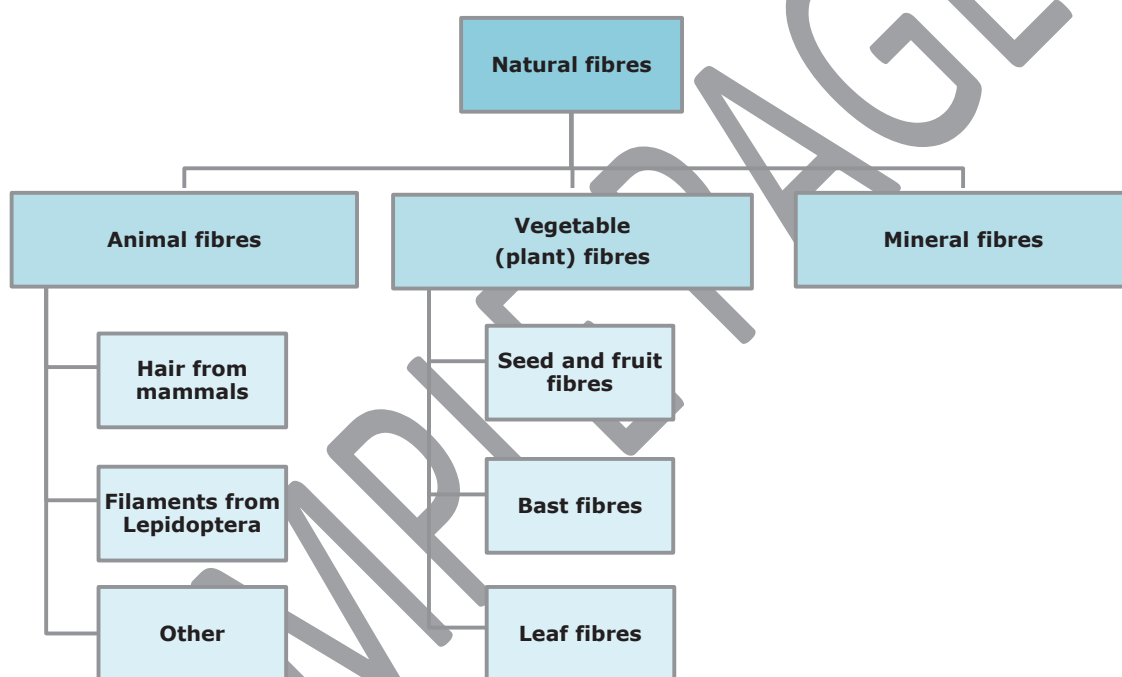 Natural fibres
Animal fibres
Vegetable
(plant) fibres
Mineral fibres
Hair from
mammals
Filaments from
Lepidoptera
Other
Seed and fruit
fibres
Bast fibres
Leaf fibres